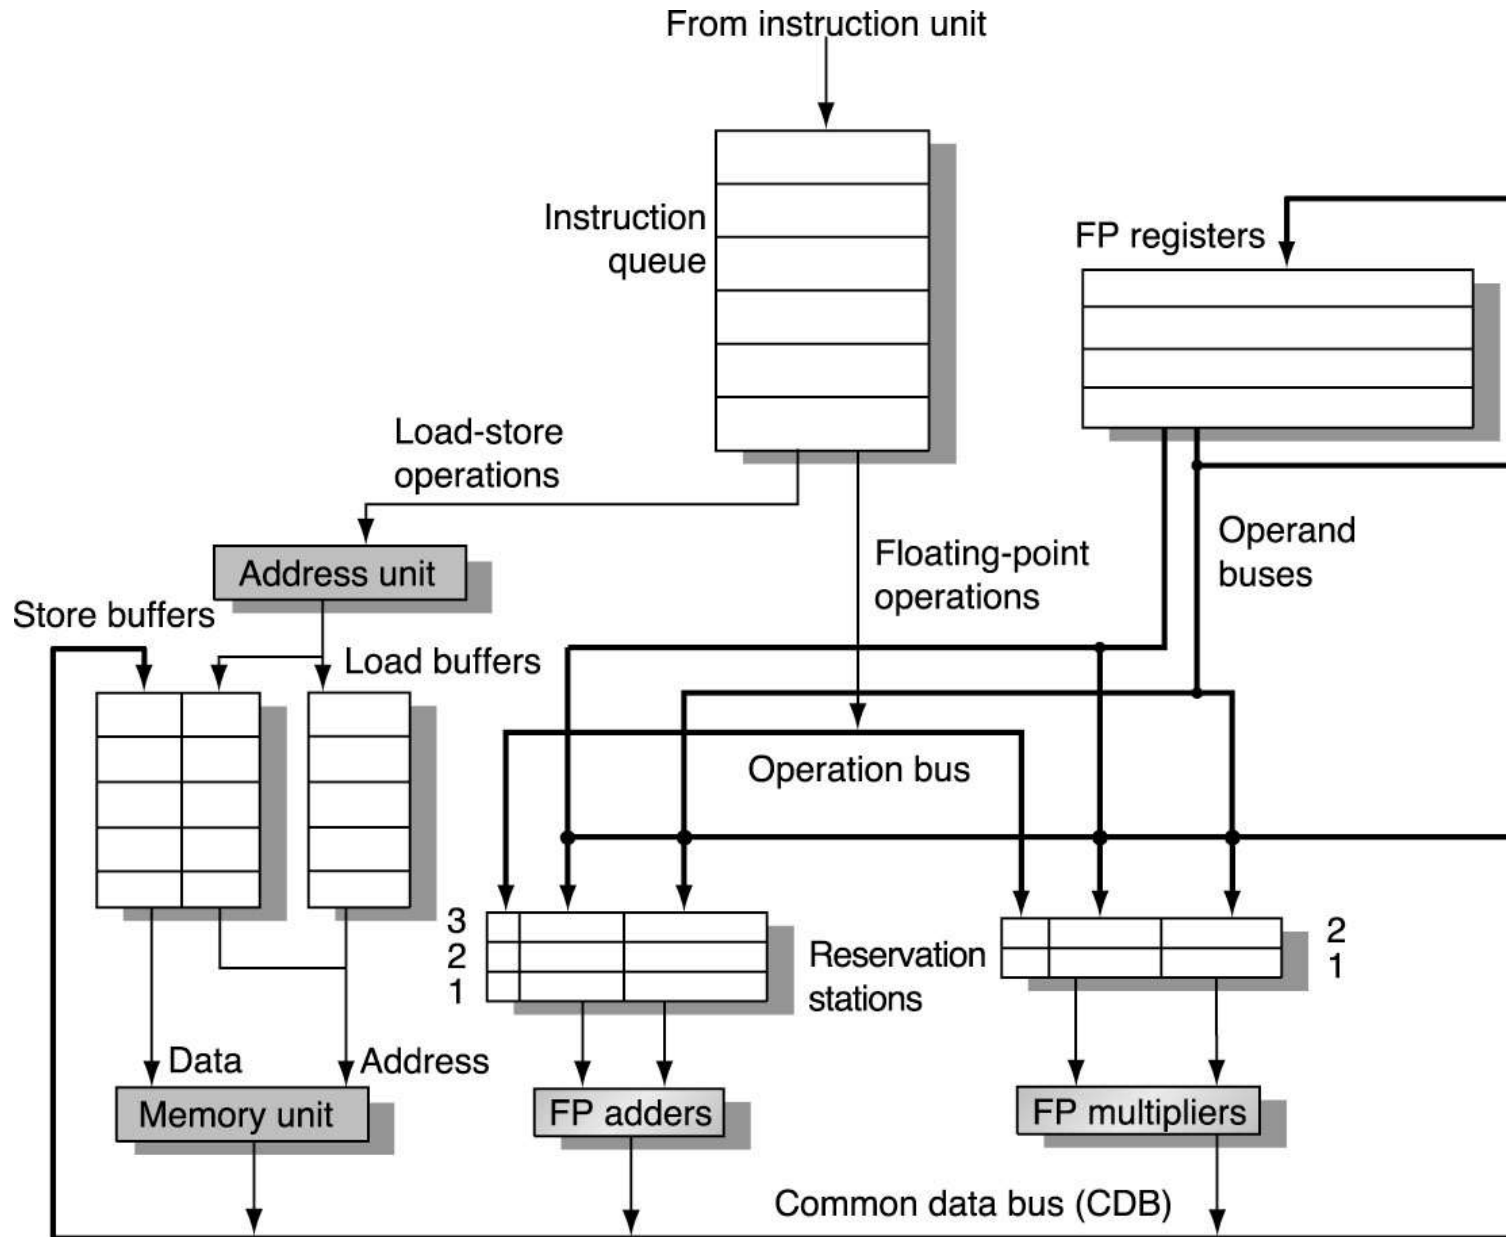 From instruction unit
Instruction
queue
FP registers
Load-store
operations
Operand
buses
Floating-point
operations
Address unit
Store buffers
Load buffers
Operation bus
3
2
1
Reservation
stations
2
1
Data
Address
Memory unit
FP adders
FP multipliers
Common data bus (CDB)